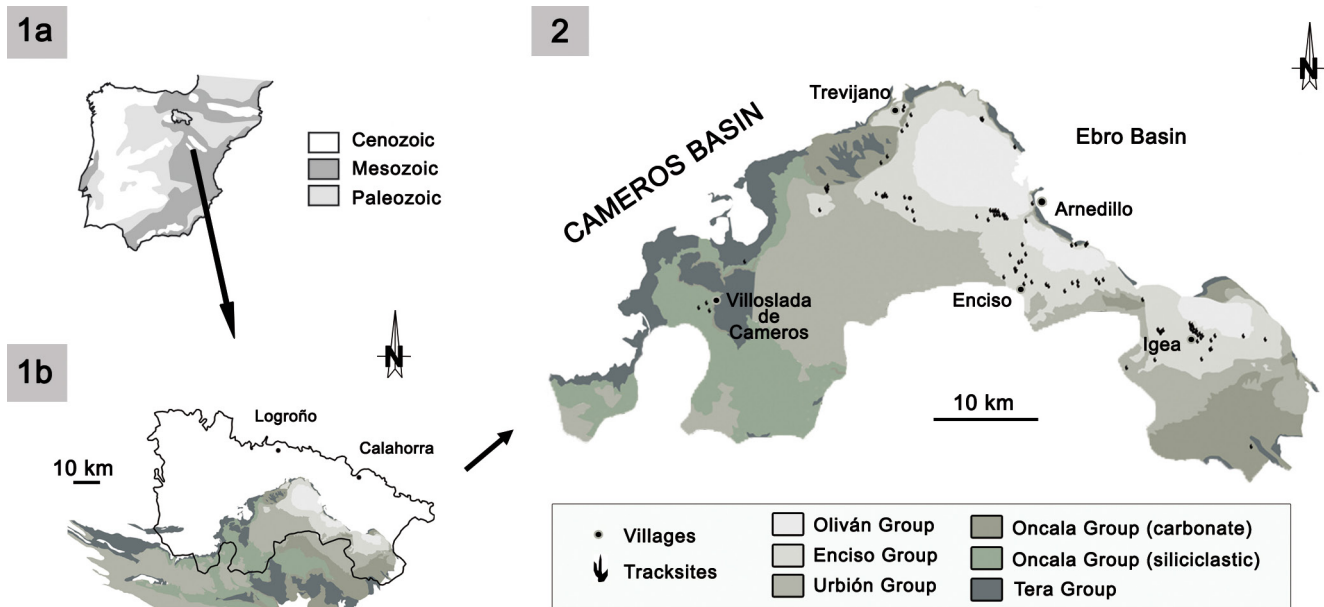 1a
Cenozoic
Mesozoic
Paleozoic
1b
N
Logroño
Calahorra
10 km
2
N
Trevijano
CAMEROS BASIN
Ebro Basin
Arnedillo
Villoslada
de
Cameros
Enciso
Igea
10 km
Villages
Tracksites
Oliván Group
Enciso Group
Urbión Group
Oncala Group (carbonate)
Oncala Group (siliciclastic)
Tera Group